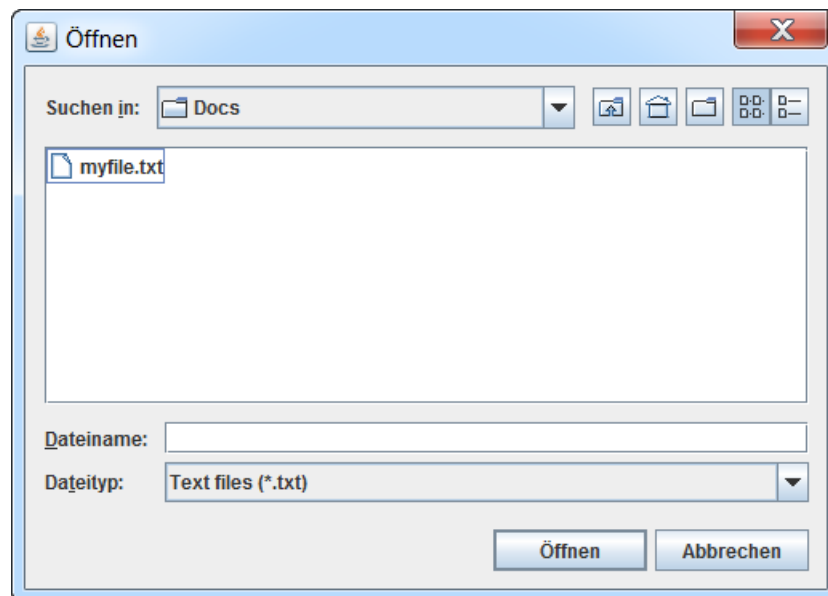 Öffnen
Suchen in: Docs
myfile.txt
Dateiname:
Dateityp: Text files (*.txt)
Öffnen Abbrechen